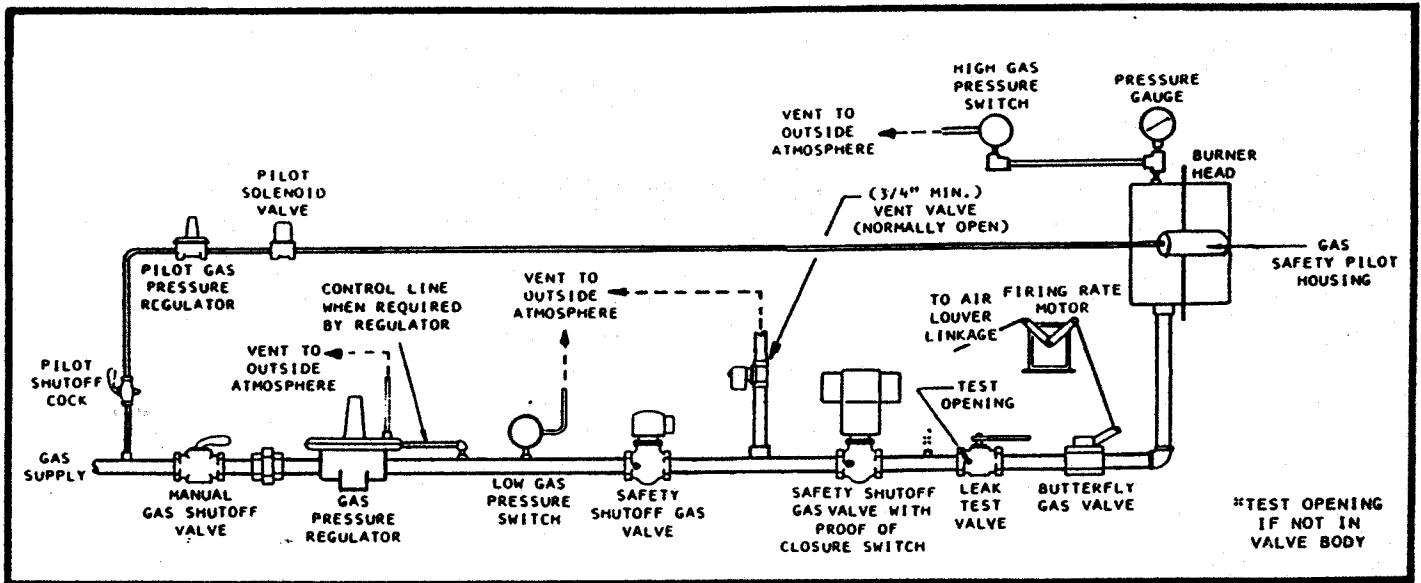 HIGH GAS
PRESSURE
SWITCH
PRESSURE
GAUGE
VENT TO
OUTSIDE
ATMOSPHERE
BURNER
HEAD
PILOT
SOLENOID
VALVE
(3/4" MIN.)
VENT VALVE
(NORMALLY OPEN)
GAS
SAFETY PILOT
HOUSING
PILOT GAS
PRESSURE
REGULATOR
CONTROL LINE
WHEN REQUIRED
BY REGULATOR
VENT TO
OUTSIDE
ATMOSPHERE
TO AIR
LOUVER
LINKAGE
FIRING RATE
MOTOR
PILOT
SHUTOFF
COCK
VENT TO
OUTSIDE
ATMOSPHERE
TEST
OPENING
GAS
SUPPLY
MANUAL
GAS SHUTOFF
VALVE
GAS
PRESSURE
REGULATOR
LOW GAS
PRESSURE
SWITCH
SAFETY
SHUTOFF GAS
VALVE
SAFETY SHUTOFF
GAS VALVE WITH
PROOF OF
CLOSURE SWITCH
LEAK
TEST
VALVE
BUTTERFLY
GAS VALVE
*TEST OPENING
IF NOT IN
VALVE BODY